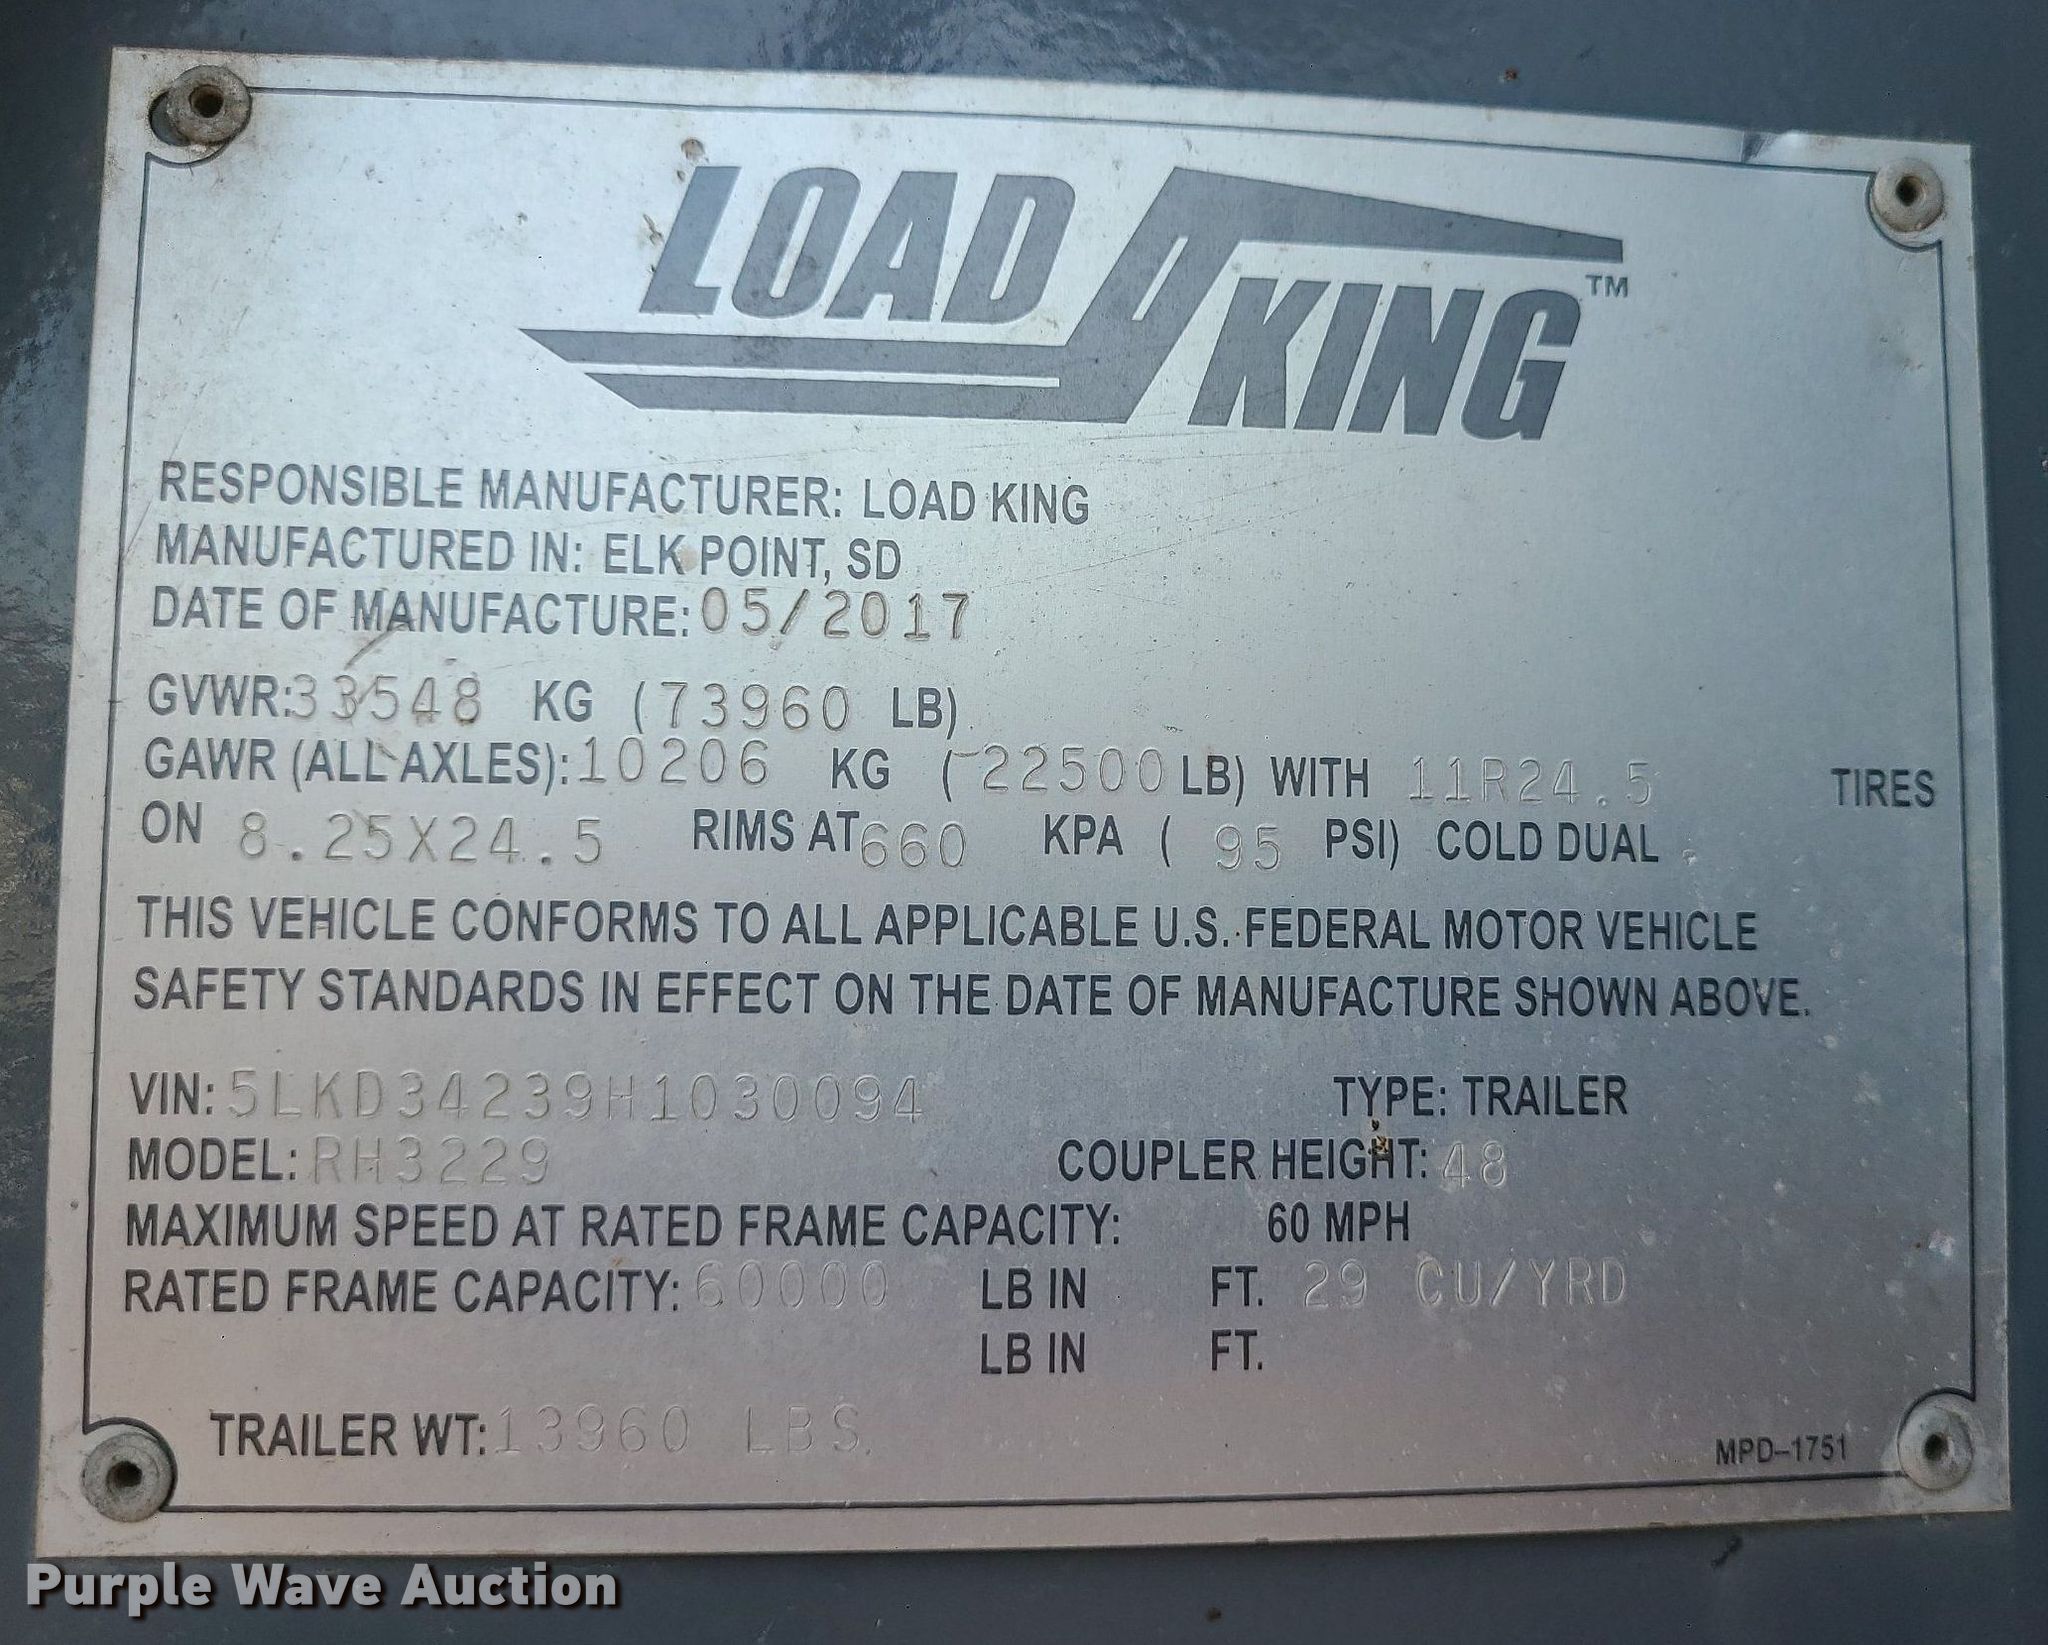 LOAD KING™
RESPONSIBLE MANUFACTURER: LOAD KING
MANUFACTURED IN: ELK POINT, SD
DATE OF MANUFACTURE: 05/2017
GVWR: 33548 KG (73960 LB)
GAWR (ALL AXLES): 10206 KG ( 22500 LB) WITH 11R24.5 TIRES
ON 8.25X24.5 RIMS AT 660 KPA ( 95 PSI) COLD DUAL
THIS VEHICLE CONFORMS TO ALL APPLICABLE U.S. FEDERAL MOTOR VEHICLE
SAFETY STANDARDS IN EFFECT ON THE DATE OF MANUFACTURE SHOWN ABOVE.
VIN: 5LKD34239H1030094 TYPE: TRAILER
MODEL: RH3229 COUPLER HEIGHT: 48
MAXIMUM SPEED AT RATED FRAME CAPACITY: 60 MPH
RATED FRAME CAPACITY: 60000 LB IN FT. 29 CU/YRD
LB IN FT.
TRAILER WT: 13960 LBS.
MPD-1751
Purple Wave Auction